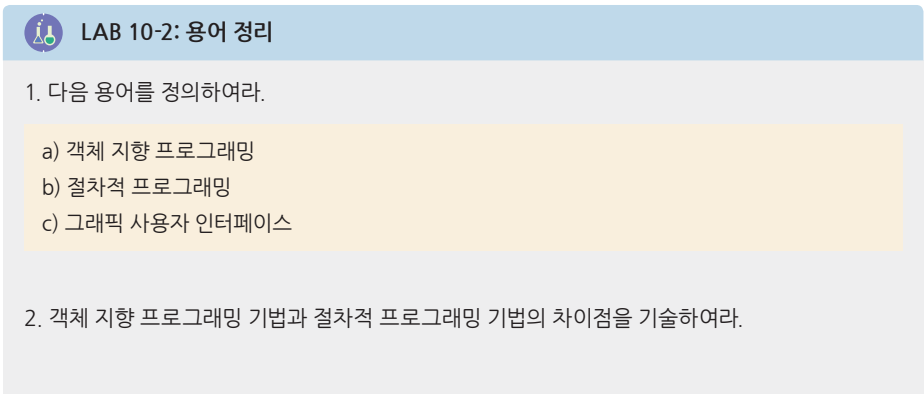 LAB 10-2: 용어 정리
1. 다음 용어를 정의하여라.
a) 객체 지향 프로그래밍
b) 절차적 프로그래밍
c) 그래픽 사용자 인터페이스
2. 객체 지향 프로그래밍 기법과 절차적 프로그래밍 기법의 차이점을 기술하여라.